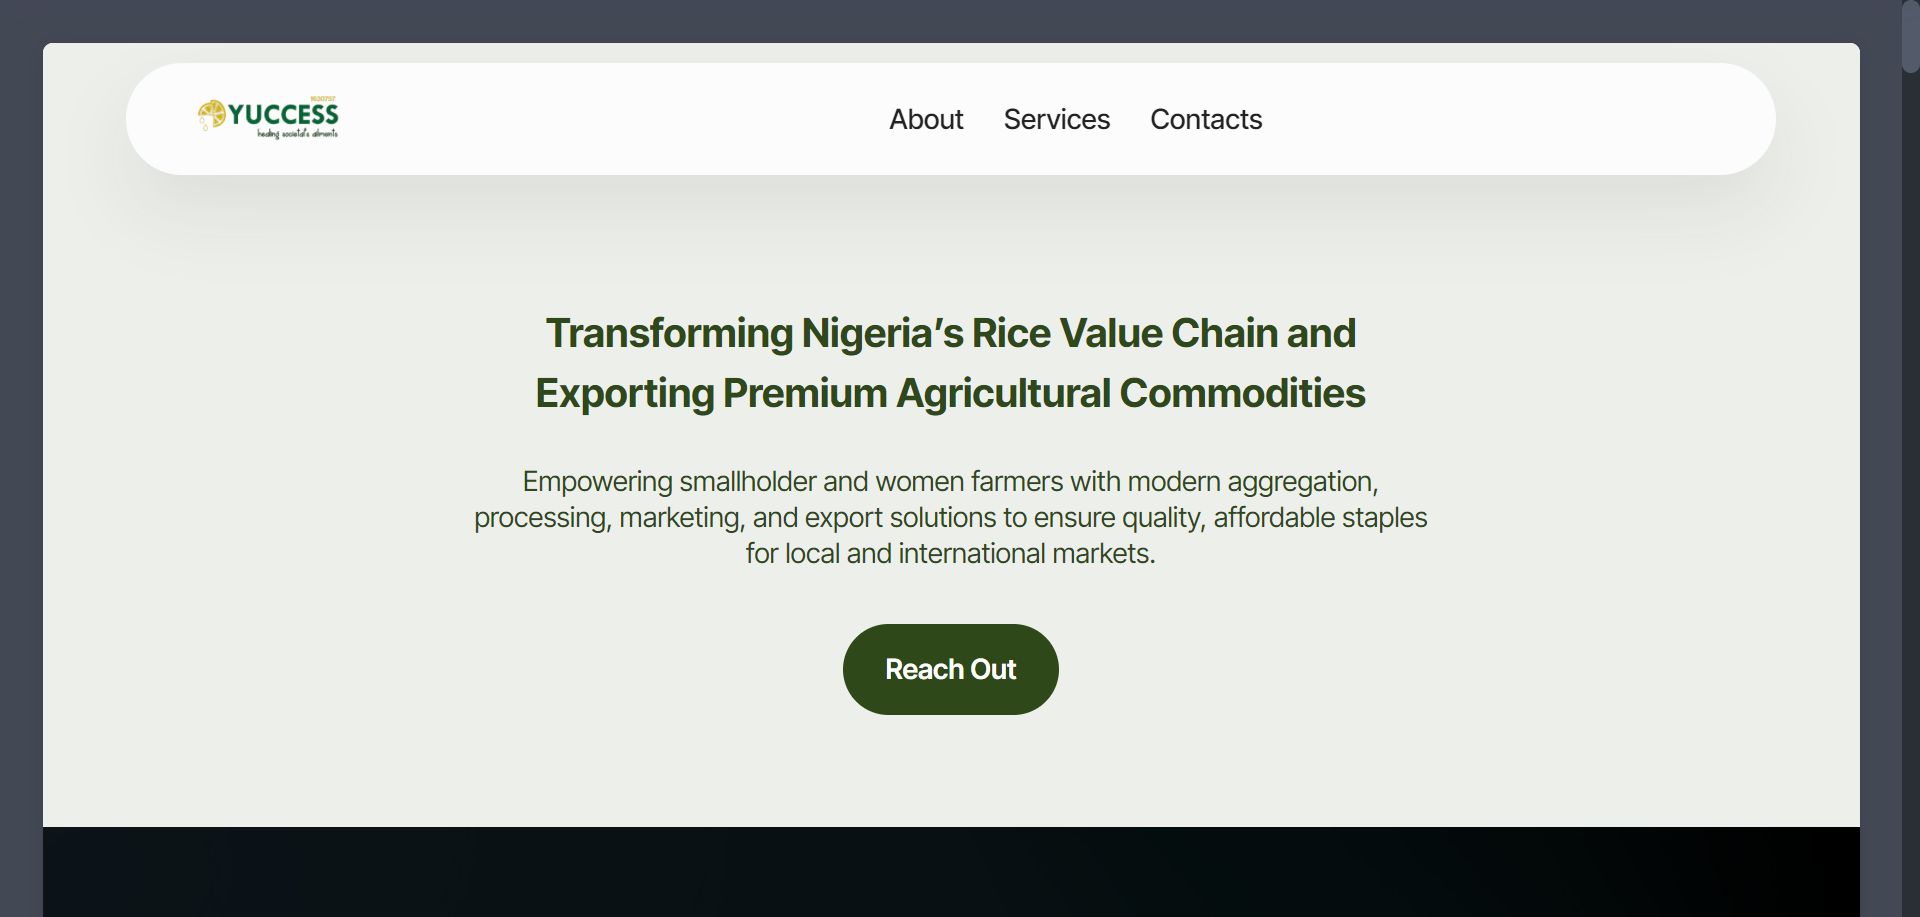 1630757
YUCCESS
healing societal's ailments
About
Services
Contacts
Transforming Nigeria’s Rice Value Chain and
Exporting Premium Agricultural Commodities
Empowering smallholder and women farmers with modern aggregation,
processing, marketing, and export solutions to ensure quality, affordable staples
for local and international markets.
Reach Out